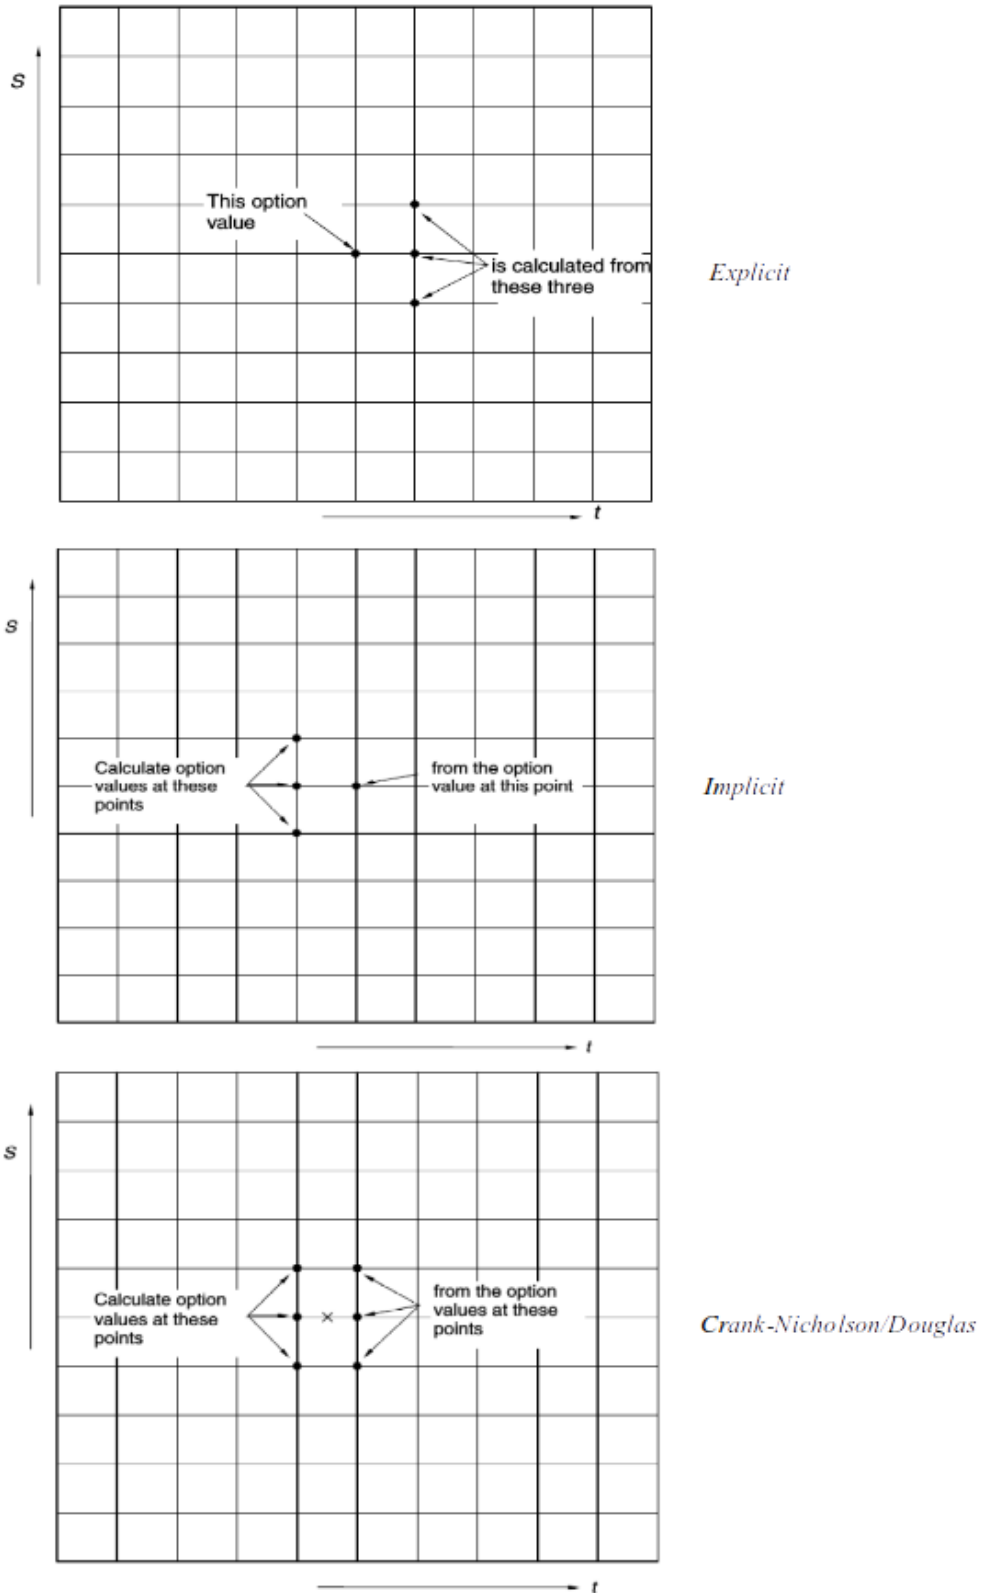 S
This option
value
is calculated from
these three
Explicit
t
S
Calculate option
values at these
points
from the option
value at this point
Implicit
t
S
Calculate option
values at these
points
from the option
values at these
points
Crank-Nicholson/Douglas
t